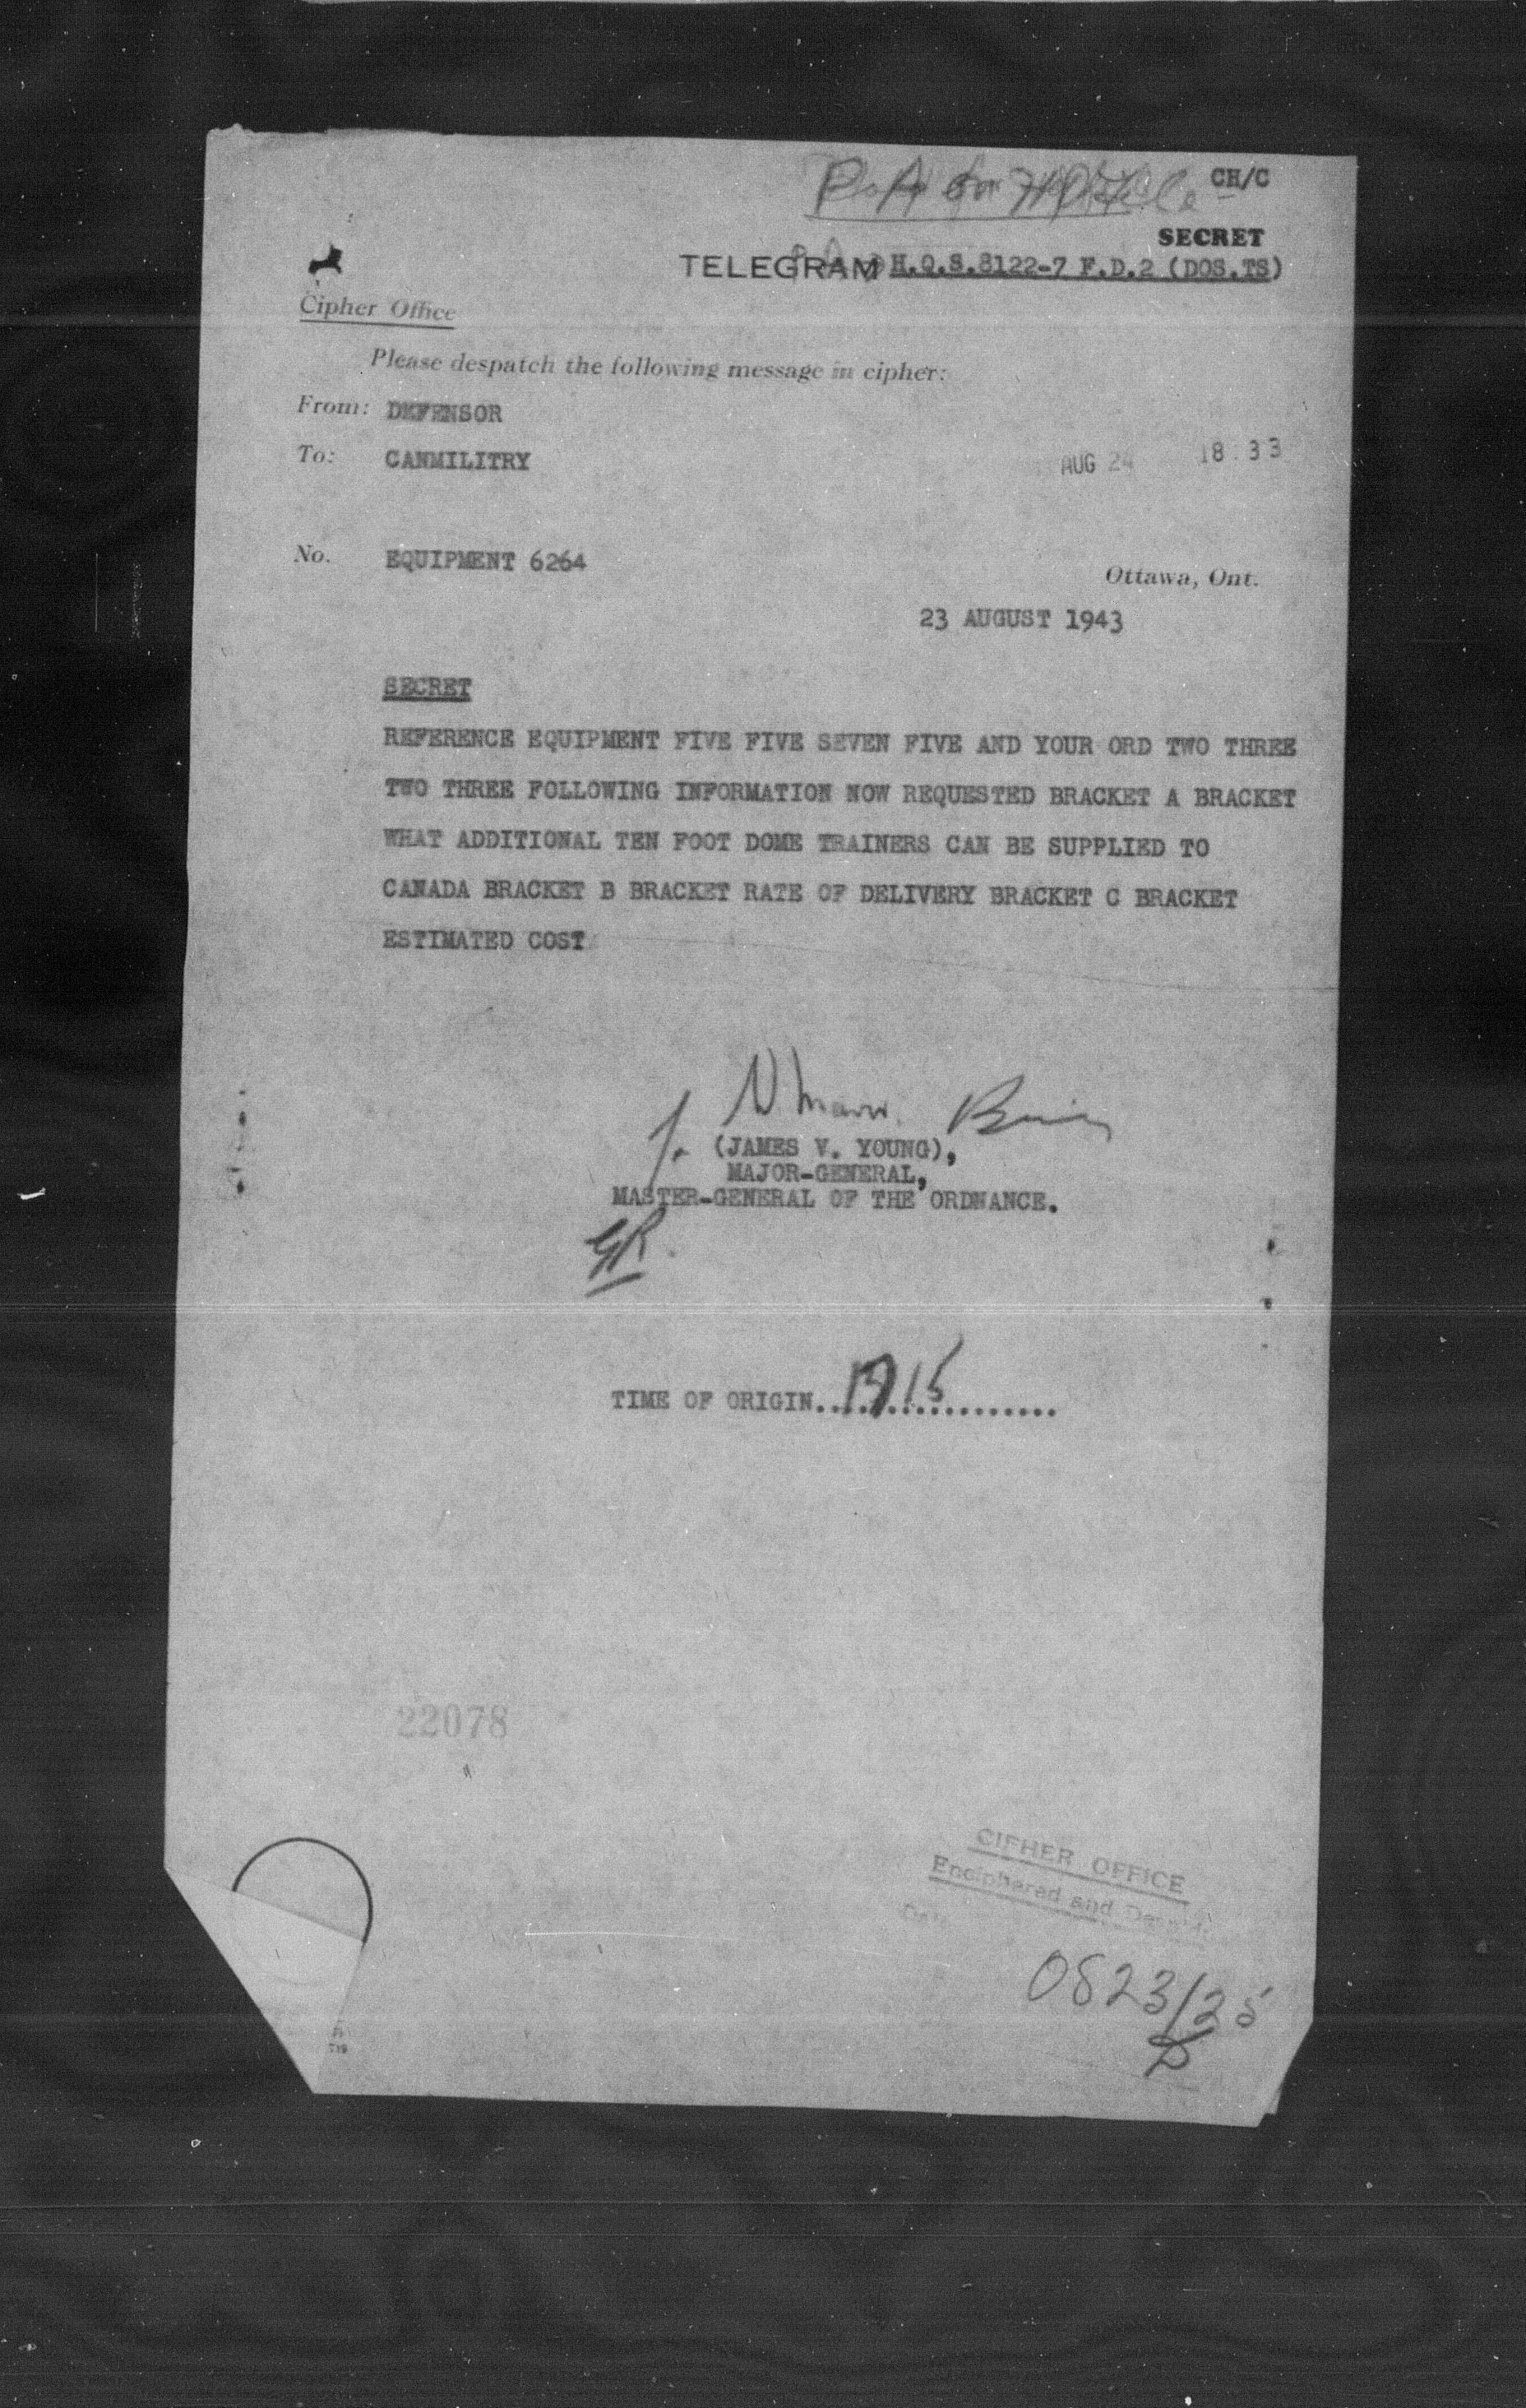 CH/C
SECRET
TELEGRAM H.Q.S.8122-7 F.D.2 (DOS.TS)
Cipher Office
Please despatch the following message in cipher:
From: DEFENSOR
To: CANMILITRY
AUG 24 18:33
No. EQUIPMENT 6264
Ottawa, Ont.
23 AUGUST 1943
SECRET
REFERENCE EQUIPMENT FIVE FIVE SEVEN FIVE AND YOUR ORD TWO THREE
TWO THREE FOLLOWING INFORMATION NOW REQUESTED BRACKET A BRACKET
WHAT ADDITIONAL TEN FOOT DOME TRAINERS CAN BE SUPPLIED TO
CANADA BRACKET B BRACKET RATE OF DELIVERY BRACKET C BRACKET
ESTIMATED COST
(JAMES V. YOUNG),
MAJOR-GENERAL,
MASTER-GENERAL OF THE ORDNANCE.
TIME OF ORIGIN
22078
CIPHER OFFICE
Enciphered and
Date
0823/25